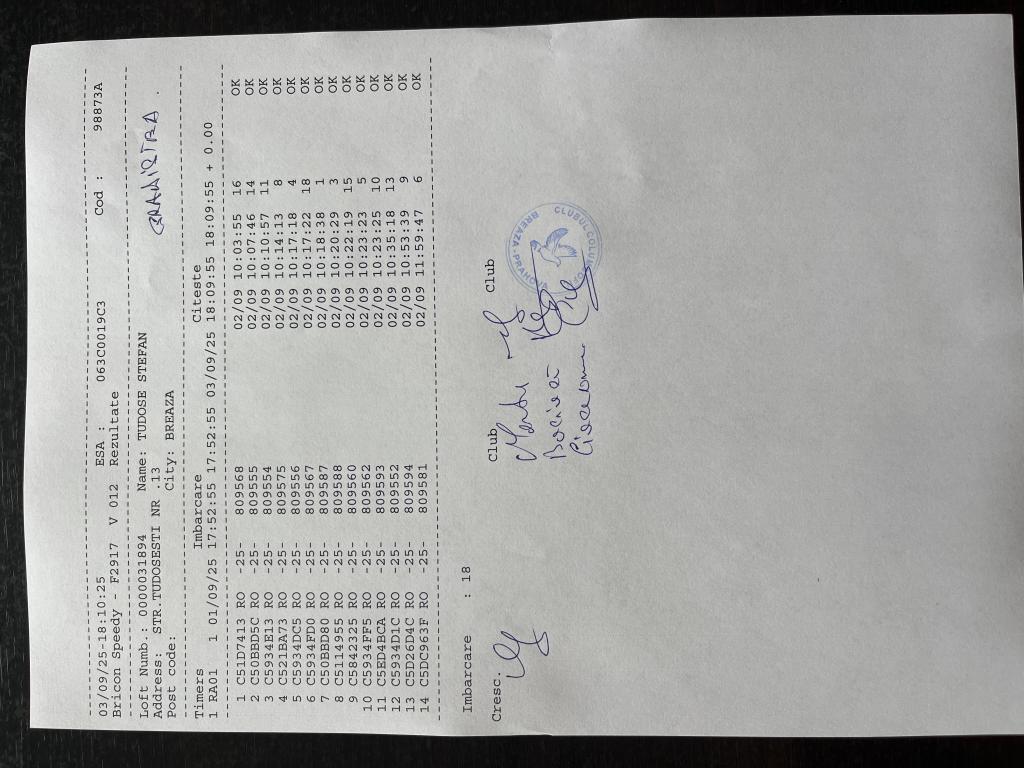 03/09/25-18:10:25 ESA : 063C0019C3 Cod : 98873A
Bricon Speedy - F2917 V 012 Rezultate
Loft Numb.: 0000031894 Name: TUDOSE STEFAN
Address: STR.TUDOSESTI NR .13
Post code: City: BREAZA
Timers Imbarcare Citeste
1 RA01 1 01/09/25 17:52:55 17:52:55 03/09/25 18:09:55 18:09:55 + 0.00
1 C51D7413 RO -25- 809568 02/09 10:03:55 16 OK
2 C50BBD5C RO -25- 809555 02/09 10:07:46 14 OK
3 C5934E13 RO -25- 809554 02/09 10:10:57 11 OK
4 C521BA73 RO -25- 809575 02/09 10:14:13 8 OK
5 C5934DC5 RO -25- 809556 02/09 10:17:18 4 OK
6 C5934FD0 RO -25- 809567 02/09 10:17:22 18 OK
7 C50BBD80 RO -25- 809587 02/09 10:18:38 1 OK
8 C5114955 RO -25- 809588 02/09 10:20:29 3 OK
9 C5842325 RO -25- 809560 02/09 10:22:19 15 OK
10 C5934FF5 RO -25- 809562 02/09 10:23:23 5 OK
11 C5ED4BCA RO -25- 809593 02/09 10:23:25 10 OK
12 C5934D1C RO -25- 809552 02/09 10:35:18 13 OK
13 C5D26D4C RO -25- 809594 02/09 10:53:39 9 OK
14 C5DC963F RO -25- 809581 02/09 11:59:47 6 OK
Imbarcare : 18
Cresc. Club Club
BREAZA-PRAHOVA